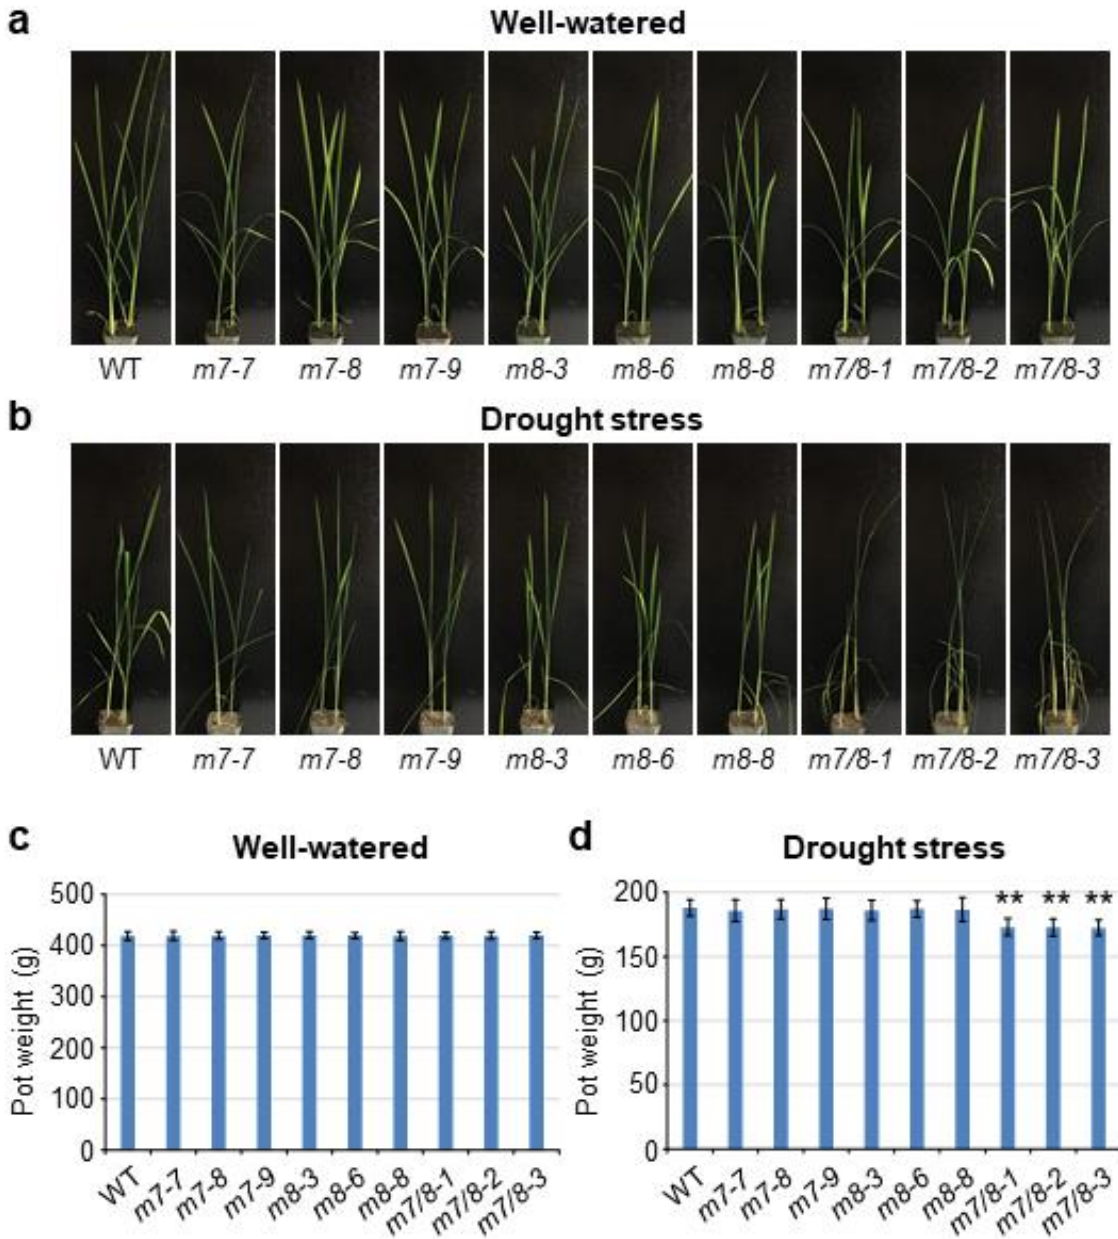 a
Well-watered
WT m7-7 m7-8 m7-9 m8-3 m8-6 m8-8 m7/8-1 m7/8-2 m7/8-3
b
Drought stress
WT m7-7 m7-8 m7-9 m8-3 m8-6 m8-8 m7/8-1 m7/8-2 m7/8-3
c
Well-watered
Pot weight (g)
500
400
300
200
100
0
WT m7-7 m7-8 m7-9 m8-3 m8-6 m8-8 m7/8-1 m7/8-2 m7/8-3
d
Drought stress
Pot weight (g)
200
150
100
50
0
** ** **
WT m7-7 m7-8 m7-9 m8-3 m8-6 m8-8 m7/8-1 m7/8-2 m7/8-3